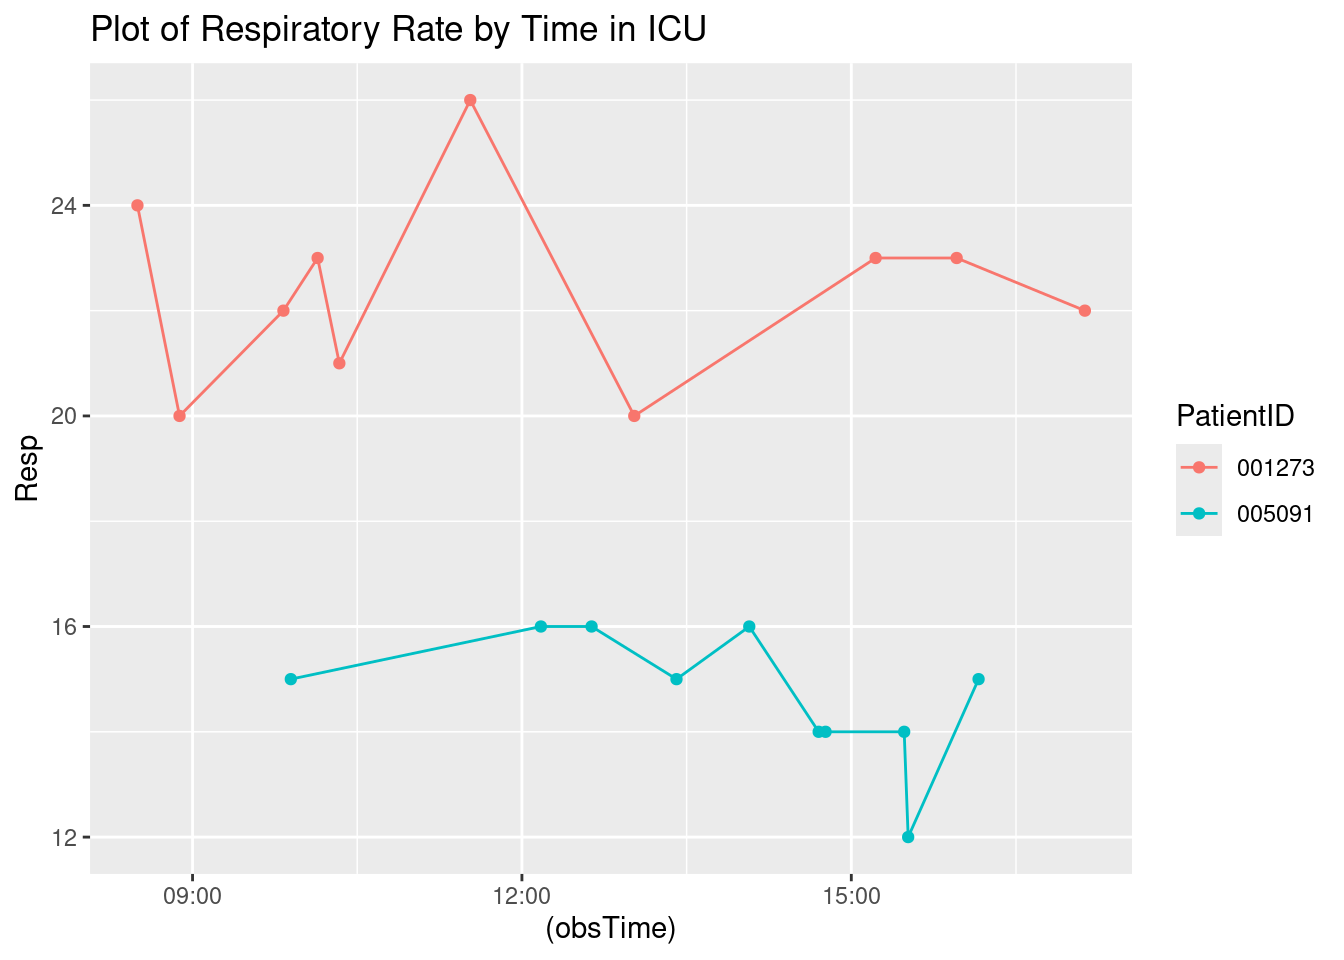 Plot of Respiratory Rate by Time in ICU
24
20
16
12
Resp
09:00
12:00
15:00
(obsTime)
PatientID
001273
005091